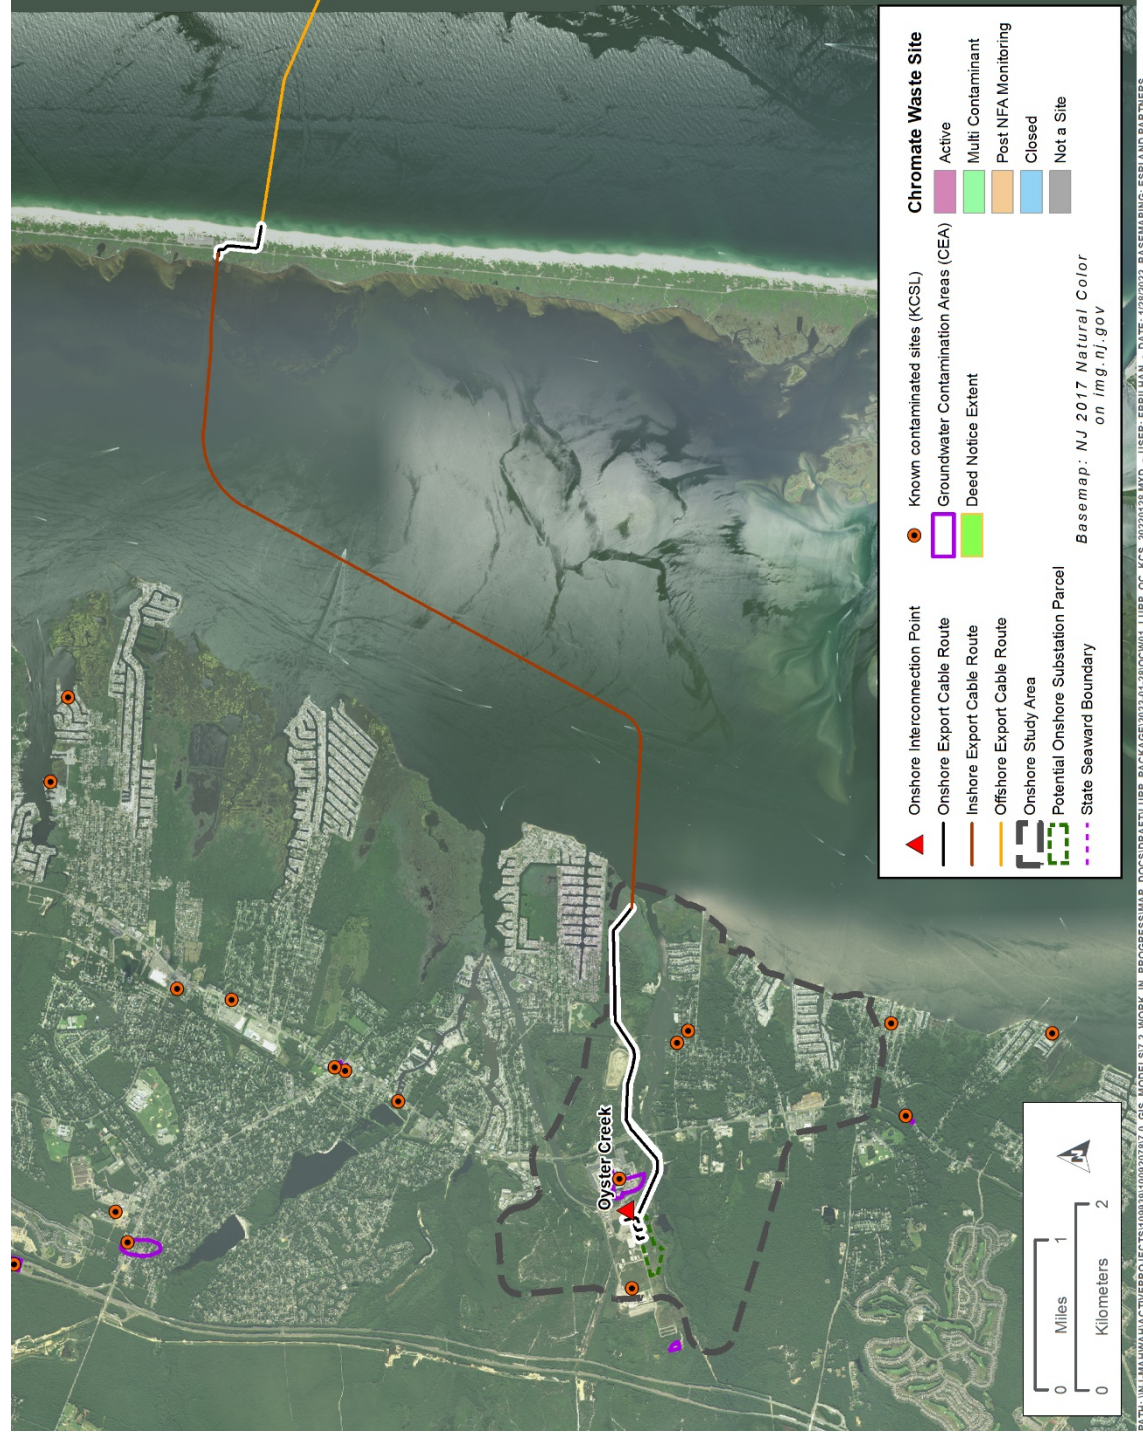 Oyster Creek
Onshore Interconnection Point
Onshore Export Cable Route
Inshore Export Cable Route
Offshore Export Cable Route
Onshore Study Area
Potential Onshore Substation Parcel
State Seaward Boundary
Known contaminated sites (KCSL)
Groundwater Contamination Areas (CEA)
Deed Notice Extent
Chromate Waste Site
Active
Multi Contaminant
Post NFA Monitoring
Closed
Not a Site
Basemap: NJ 2017 Natural Color
on img.nj.gov
N
0 1
Miles
Kilometers
0 2